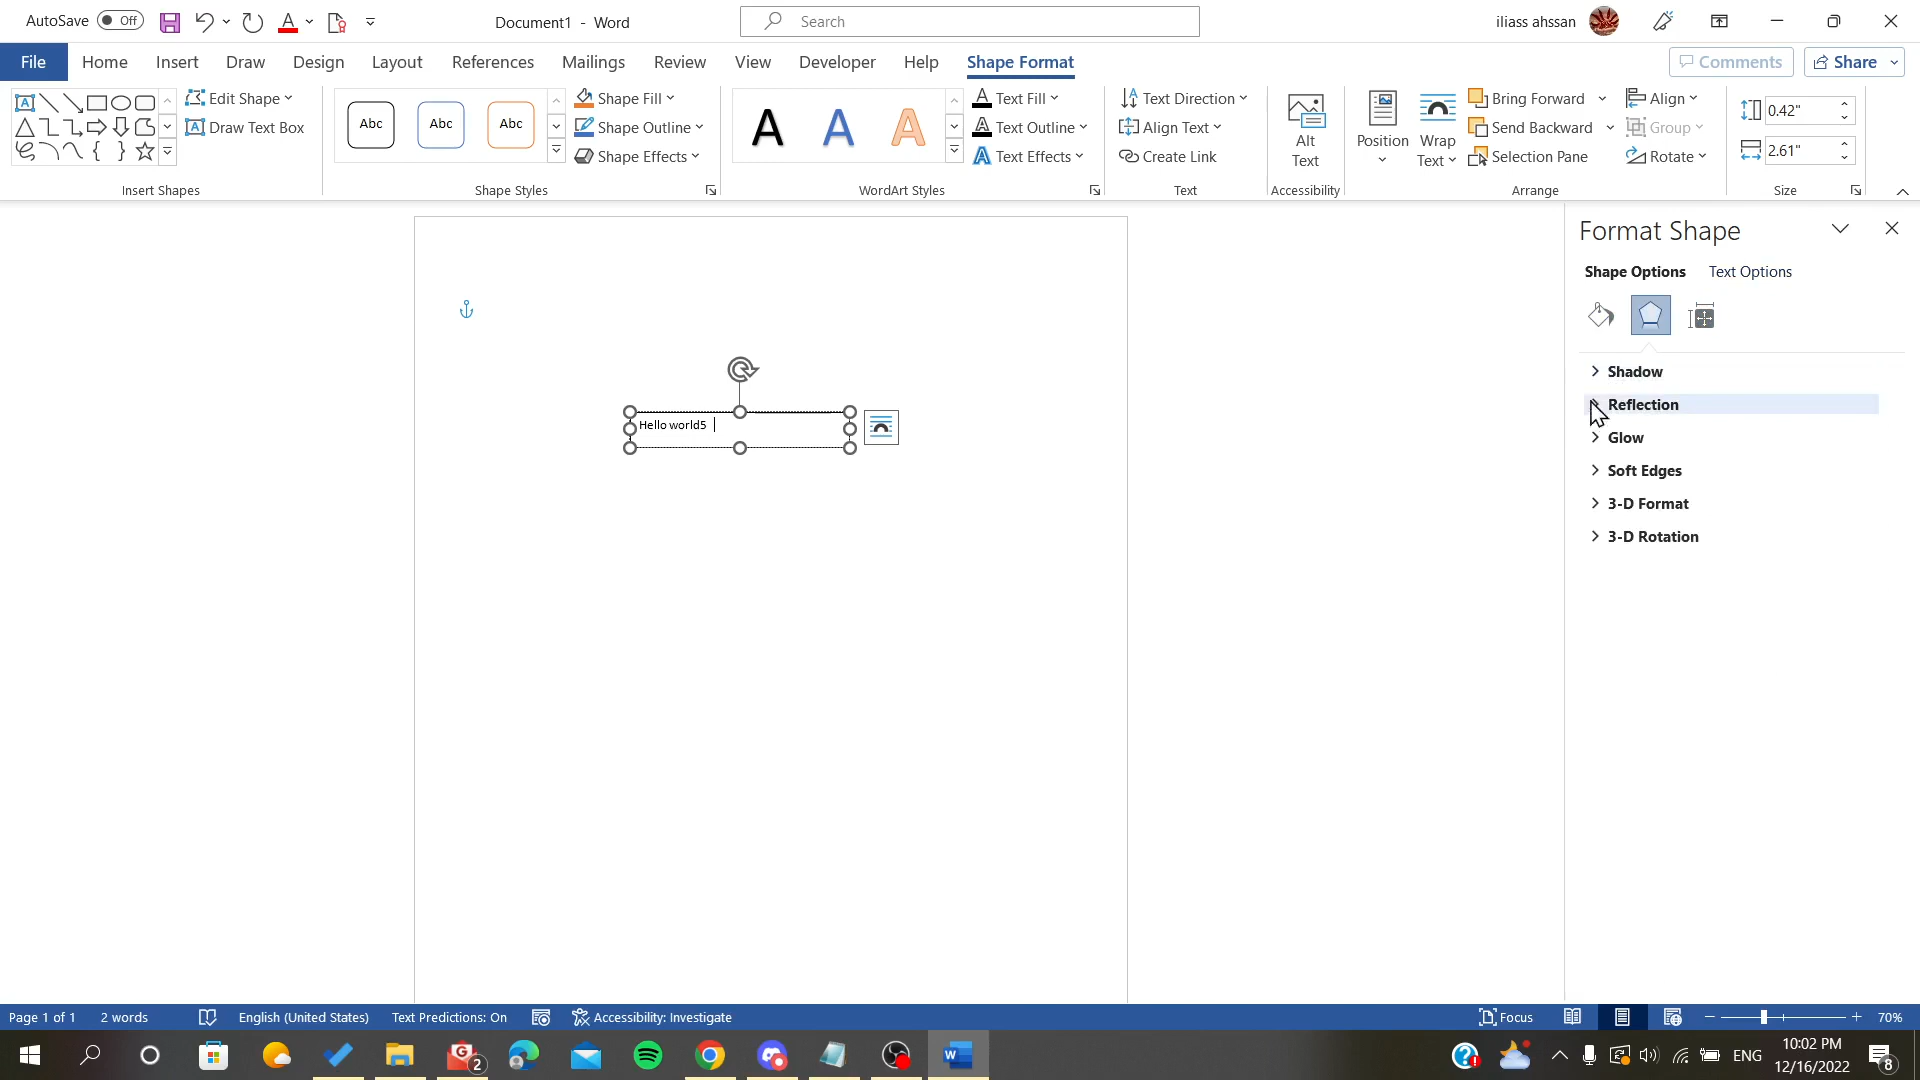 AutoSave Off
Document1 - Word
Search
iliass ahssan
File Home Insert Draw Design Layout References Mailings Review View Developer Help Shape Format
Comments Share
Edit Shape
Draw Text Box
Insert Shapes
Abc Abc Abc
Shape Fill
Shape Outline
Shape Effects
Shape Styles
A A A
Text Fill
Text Outline
Text Effects
WordArt Styles
Text Direction
Align Text
Create Link
Text
Alt
Text
Accessibility
Position
Wrap
Text
Bring Forward
Send Backward
Selection Pane
Align
Group
Rotate
Arrange
0.42"
2.61"
Size
Hello world5
Format Shape
Shape Options Text Options
Shadow
Reflection
Glow
Soft Edges
3-D Format
3-D Rotation
Page 1 of 1 2 words English (United States) Text Predictions: On Accessibility: Investigate
Focus
70%
2
ENG
10:02 PM
12/16/2022
8